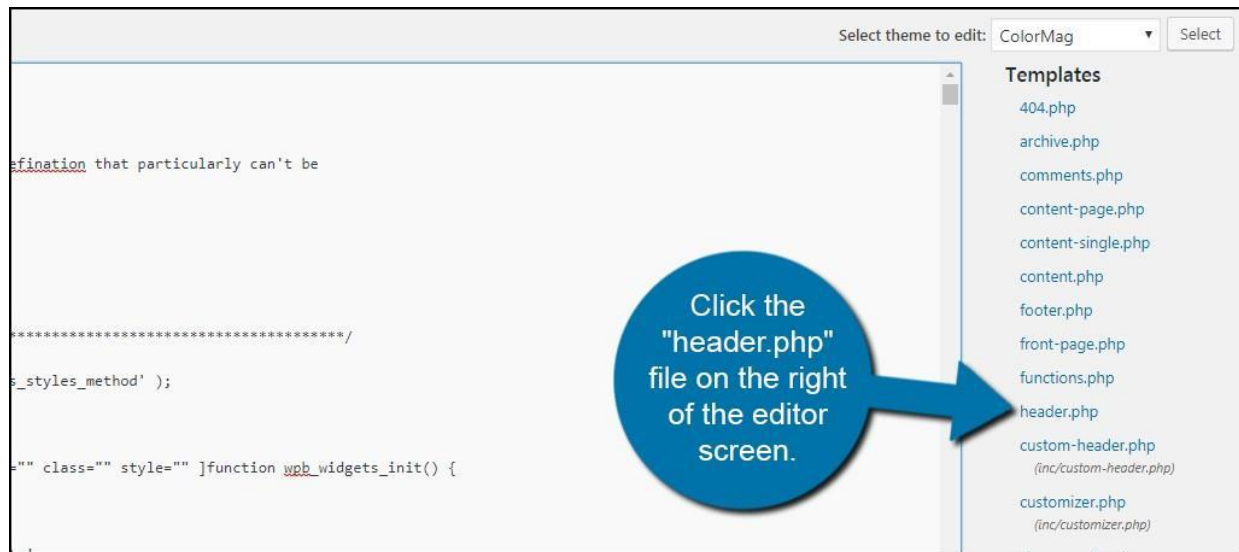 Select theme to edit: ColorMag Select
Templates
404.php
archive.php
efination that particularly can't be
comments.php
content-page.php
content-single.php
content.php
footer.php
**************************************/
front-page.php
s_styles_method' );
functions.php
header.php
custom-header.php
="" class="" style="" ]function wpb_widgets_init() {
(inc/custom-header.php)
customizer.php
(inc/customizer.php)
Click the
"header.php"
file on the right
of the editor
screen.